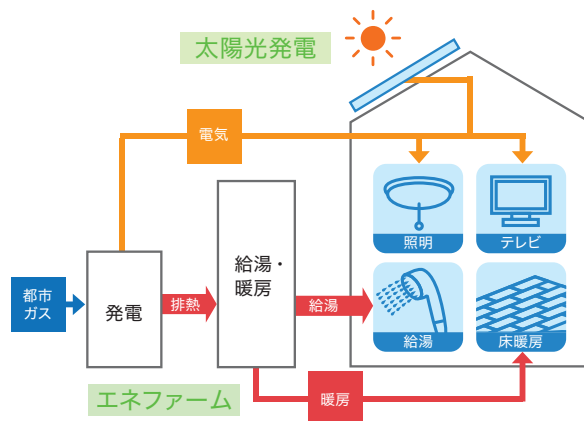 太陽光発電
電気
照明
テレビ
都市
ガス
発電
排熱
給湯・
暖房
給湯
給湯
床暖房
エネファーム
暖房